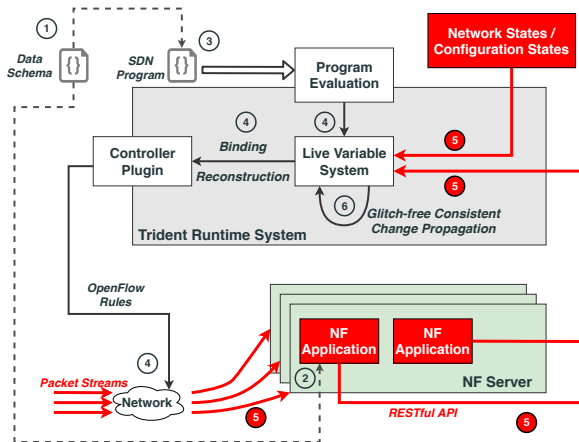 1
Data
Schema
{}
SDN
Program
3
{}
Program
Evaluation
Network States /
Configuration States
4
4
Controller
Plugin
Binding
Reconstruction
Live Variable
System
5
5
6
Glitch-free Consistent
Change Propagation
Trident Runtime System
OpenFlow
Rules
4
Packet Streams
Network
5
2
NF
Application
NF
Application
NF Server
RESTful API
5